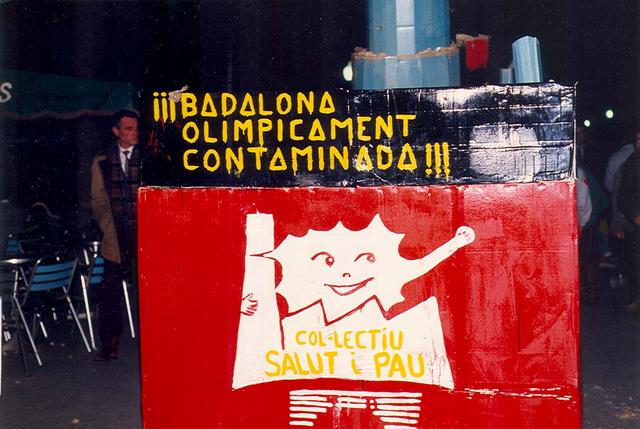 ¡¡¡BADALONA
OLIMPICAMENT
CONTAMINADA!!!
COL·LECTIU
SALUT i PAU